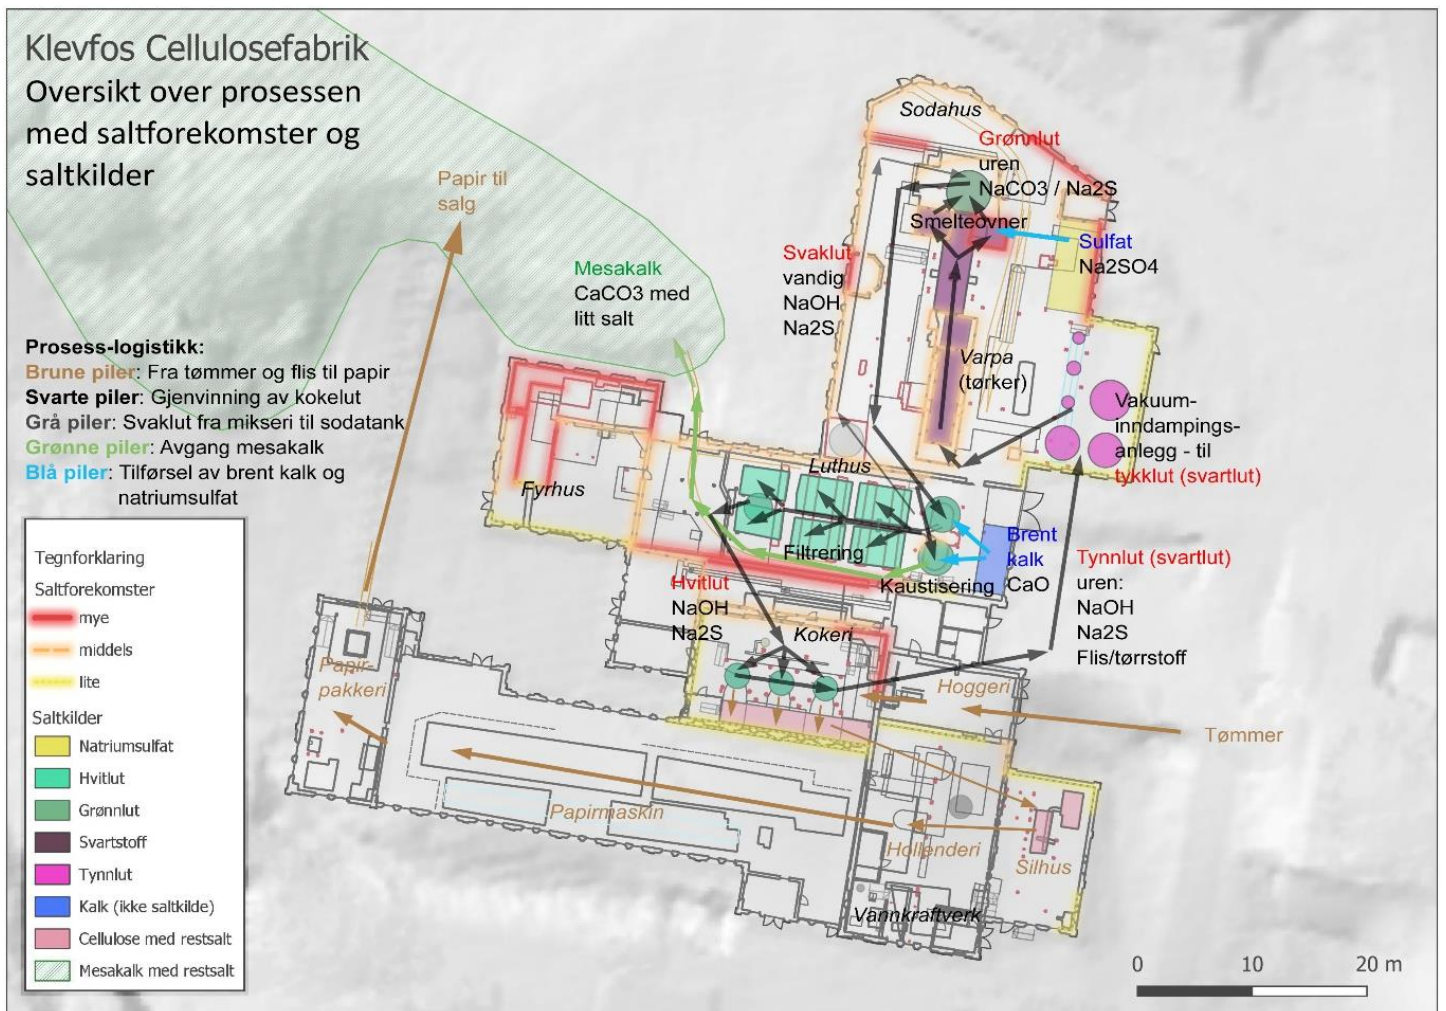 Klevfos Cellulosefabrik
Oversikt over prosessen
med saltforekomster og
saltkilder
Papir til
salg
Mesakalk
CaCO3 med
litt salt
Prosess-logistikk:
Brune piler: Fra tømmer og flis til papir
Svarte piler: Gjenvinning av kokelut
Grå piler: Svaklut fra mikseri til sodatank
Grønne piler: Avgang mesakalk
Blå piler: Tilførsel av brent kalk og
natriumsulfat
Tegnforklaring
Saltforekomster
mye
middels
lite
Saltkilder
Natriumsulfat
Hvitlut
Grønnlut
Svartstoff
Tynnlut
Kalk (ikke saltkilde)
Cellulose med restsalt
Mesakalk med restsalt
Sodahus
Grønnlut
uren
NaCO3 / Na2S
Smelteovner
Sulfat
Na2SO4
Svaklut
vandig
NaOH
Na2S
Varpa
(tørker)
Vakuum-
inndampings-
anlegg - til
tykklut (svartlut)
Luthus
Fyrhus
Filtrering
Kaustisering
Brent
kalk
CaO
Tynnlut (svartlut)
uren:
NaOH
Na2S
Flis/tørrstoff
Hvitlut
NaOH
Na2S
Kokeri
Hoggeri
Tømmer
Papir-
pakkeri
Papirmaskin
Hollenderi
Silhus
Vannkraftverk
0 10 20 m